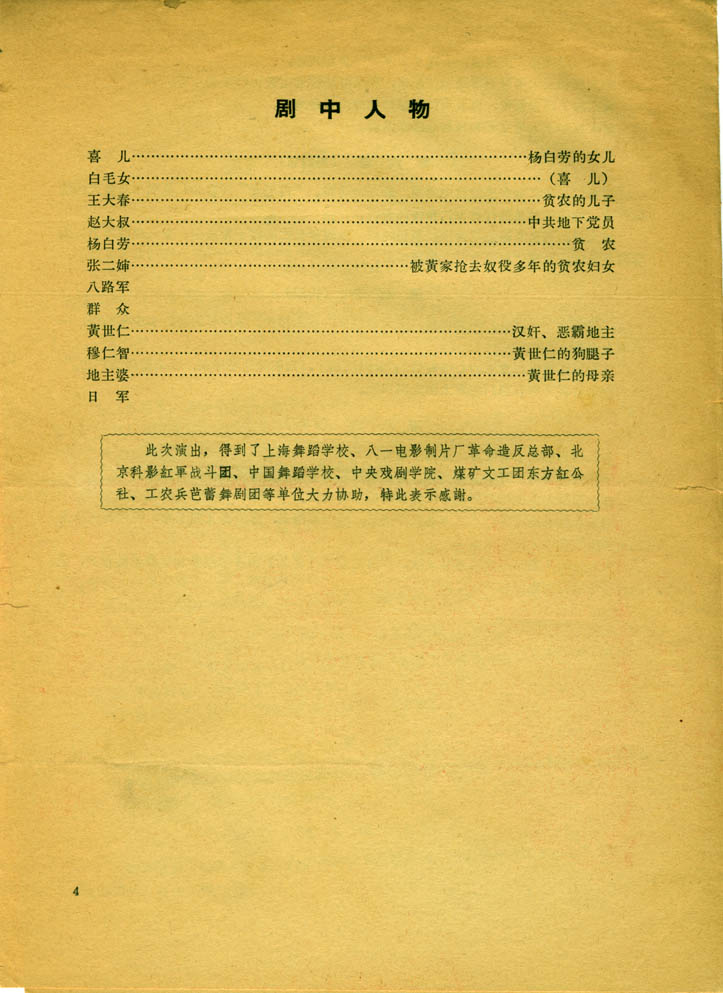 剧中人物
喜　儿……………………………………………………杨白劳的女儿
白毛女……………………………………………………（喜　儿）
王大春……………………………………………………贫农的儿子
赵大叔……………………………………………………中共地下党员
杨白劳……………………………………………………贫　农
张二婶……………………………………被黄家抢去奴役多年的贫农妇女
八路军
群　众
黄世仁……………………………………………………汉奸、恶霸地主
穆仁智……………………………………………………黄世仁的狗腿子
地主婆……………………………………………………黄世仁的母亲
日　军
此次演出，得到了上海舞蹈学校、八一电影制片厂革命造反总部、北
京科影紅軍战斗团、中国舞蹈学校、中央戏剧学院、煤矿文工团东方紅公
社、工农兵芭蕾舞剧团等单位大力协助，特此表示感謝。
4